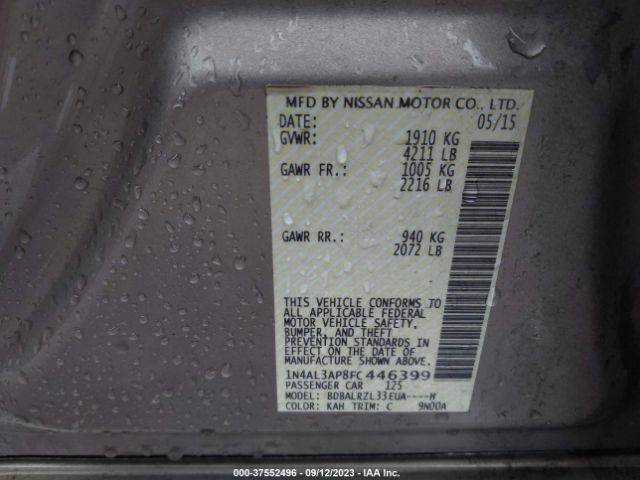 MFD BY NISSAN MOTOR CO., LTD.
DATE: 05/15
GVWR: 1910 KG
4211 LB
GAWR FR.: 1005 KG
2216 LB
GAWR RR.: 940 KG
2072 LB
THIS VEHICLE CONFORMS TO
ALL APPLICABLE FEDERAL
MOTOR VEHICLE SAFETY,
BUMPER, AND THEFT
PREVENTION STANDARDS IN
EFFECT ON THE DATE OF
MANUFACTURE SHOWN ABOVE.
1N4AL3AP8FC446399
PASSENGER CAR 125
MODEL: BDBALRZL33EUA----H
COLOR: KAH TRIM: C 9N00A
000-37552496 - 09/12/2023 - IAA Inc.